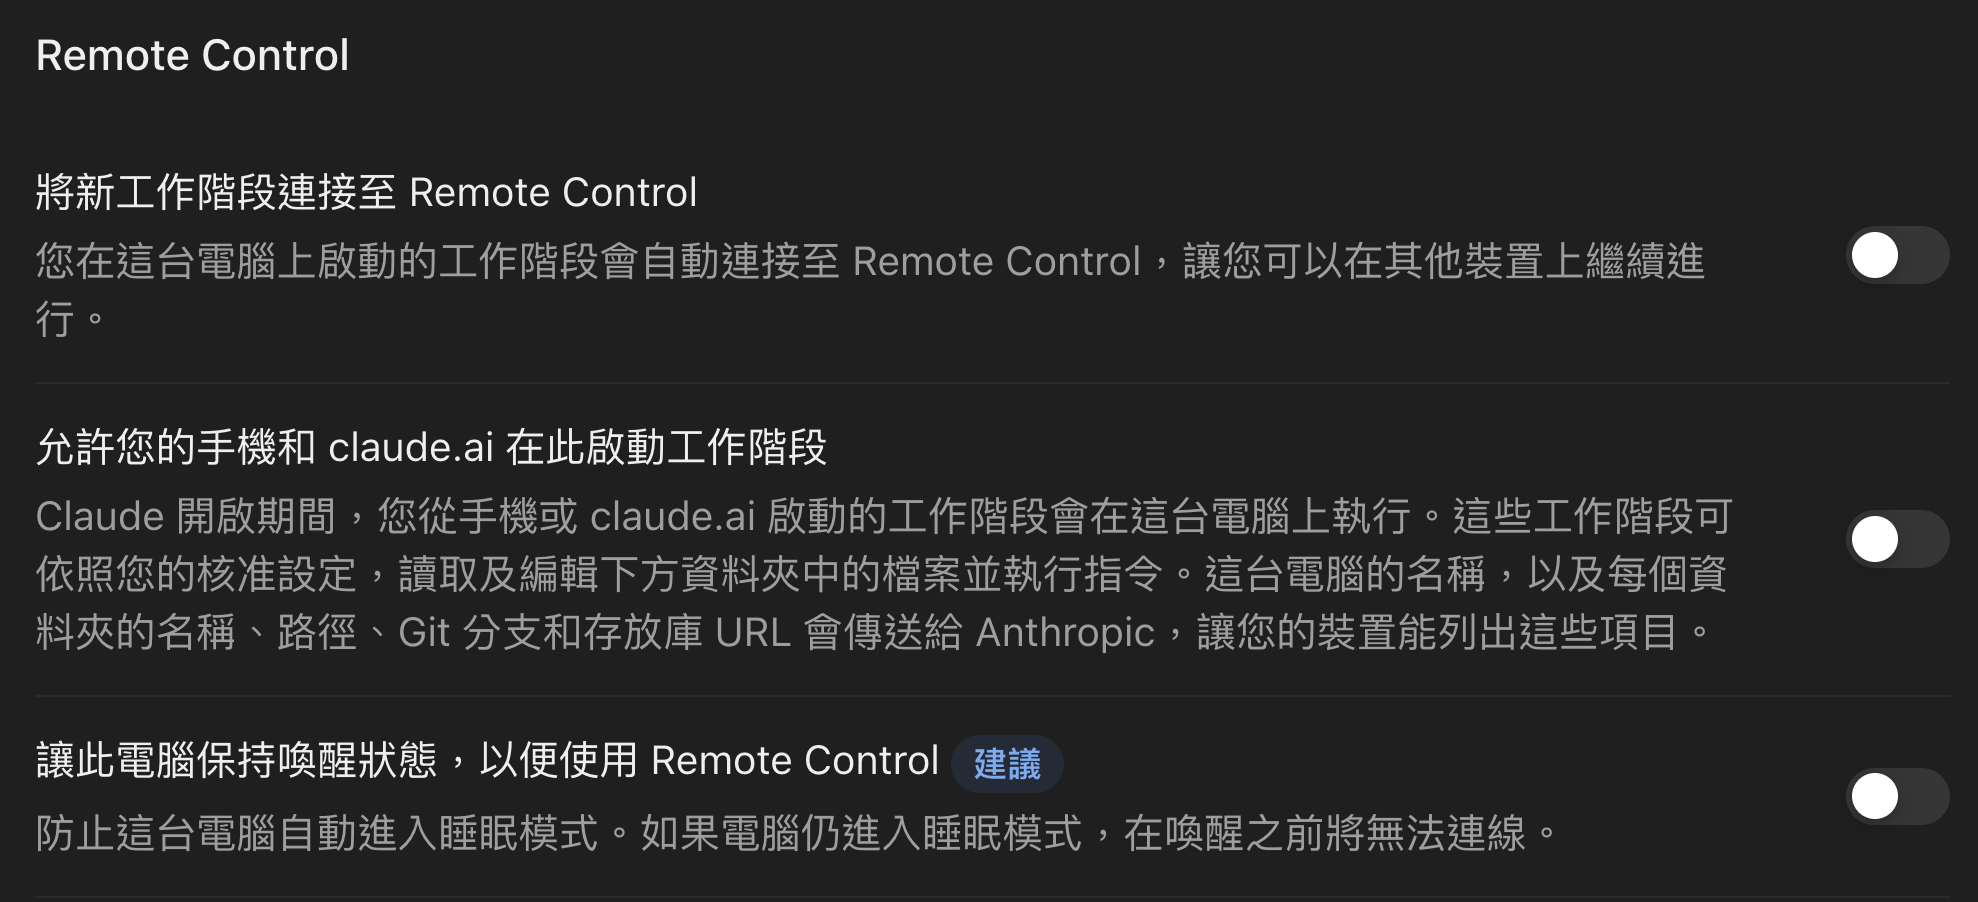 Remote Control
將新工作階段連接至 Remote Control
您在這台電腦上啟動的工作階段會自動連接至 Remote Control，讓您可以在其他裝置上繼續進
行。
允許您的手機和 claude.ai 在此啟動工作階段
Claude 開啟期間，您從手機或 claude.ai 啟動的工作階段會在這台電腦上執行。這些工作階段可
依照您的核准設定，讀取及編輯下方資料夾中的檔案並執行指令。這台電腦的名稱，以及每個資
料夾的名稱、路徑、Git 分支和存放庫 URL 會傳送給 Anthropic，讓您的裝置能列出這些項目。
讓此電腦保持喚醒狀態，以便使用 Remote Control 建議
防止這台電腦自動進入睡眠模式。如果電腦仍進入睡眠模式，在喚醒之前將無法連線。